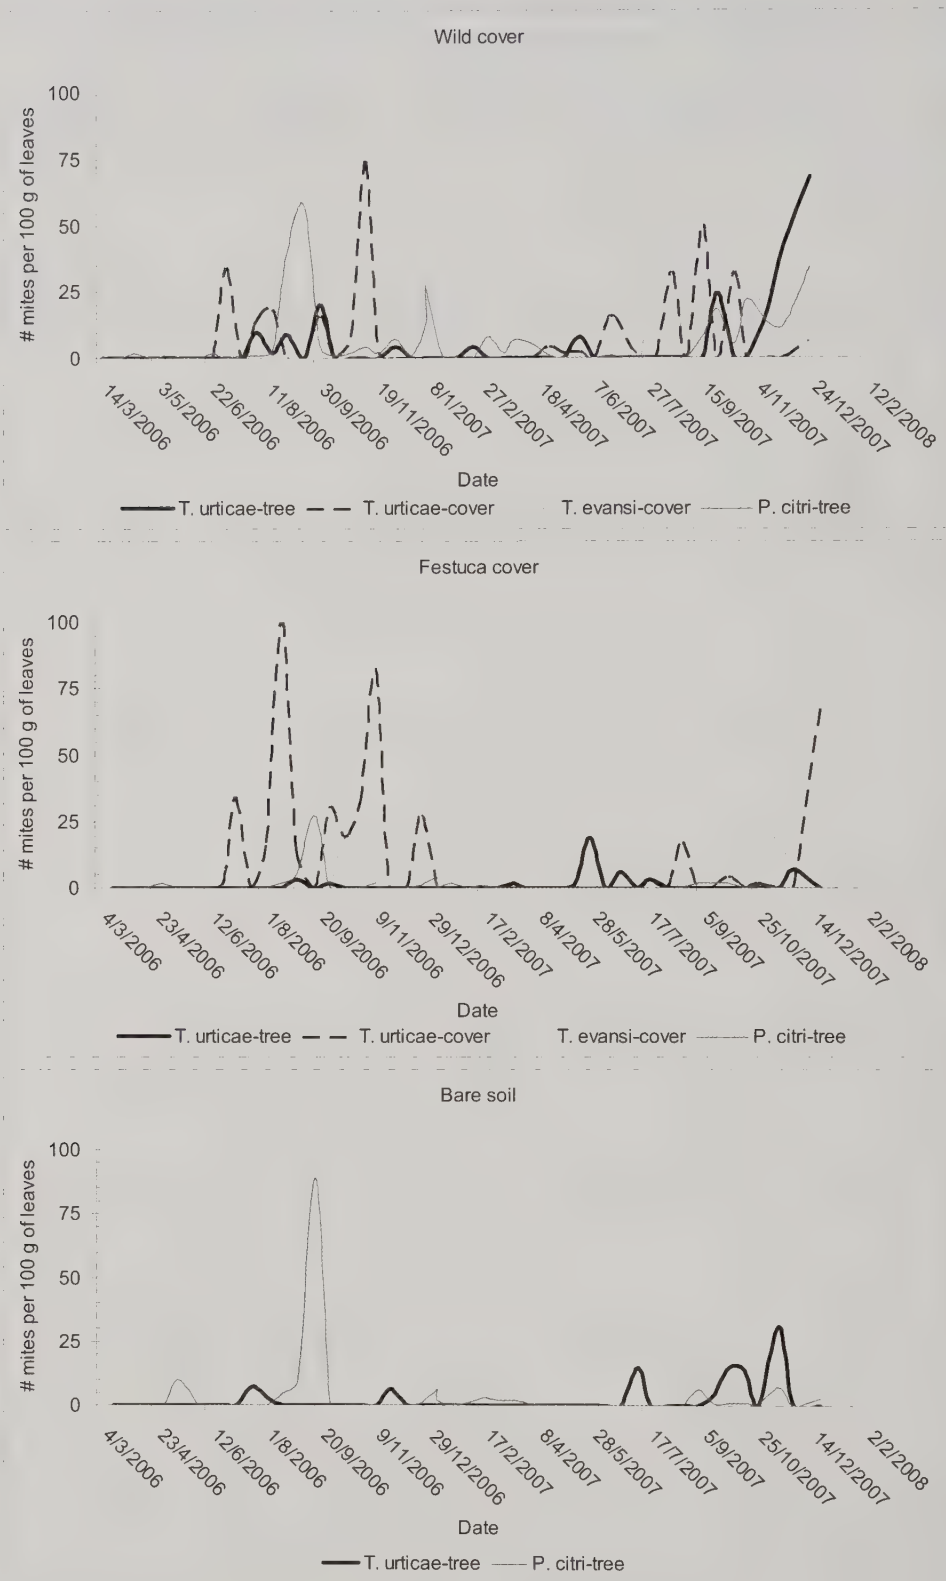 Wild cover
100
75
50
25
0
# mites per 100 g of leaves
14/3/2006 3/5/2006 22/6/2006 11/8/2006 30/9/2006 19/11/2006 8/1/2007 27/2/2007 18/4/2007 7/6/2007 27/7/2007 15/9/2007 4/11/2007 24/12/2007 12/2/2008
Date
T. urticae-tree T. urticae-cover T. evansi-cover P. citri-tree
Festuca cover
100
75
50
25
0
# mites per 100 g of leaves
4/3/2006 23/4/2006 12/6/2006 1/8/2006 20/9/2006 9/11/2006 29/12/2006 17/2/2007 8/4/2007 28/5/2007 17/7/2007 5/9/2007 25/10/2007 14/12/2007 2/2/2008
Date
T. urticae-tree T. urticae-cover T. evansi-cover P. citri-tree
Bare soil
100
75
50
25
0
# mites per 100 g of leaves
4/3/2006 23/4/2006 12/6/2006 1/8/2006 20/9/2006 9/11/2006 29/12/2006 17/2/2007 8/4/2007 28/5/2007 17/7/2007 5/9/2007 25/10/2007 14/12/2007 2/2/2008
Date
T. urticae-tree P. citri-tree